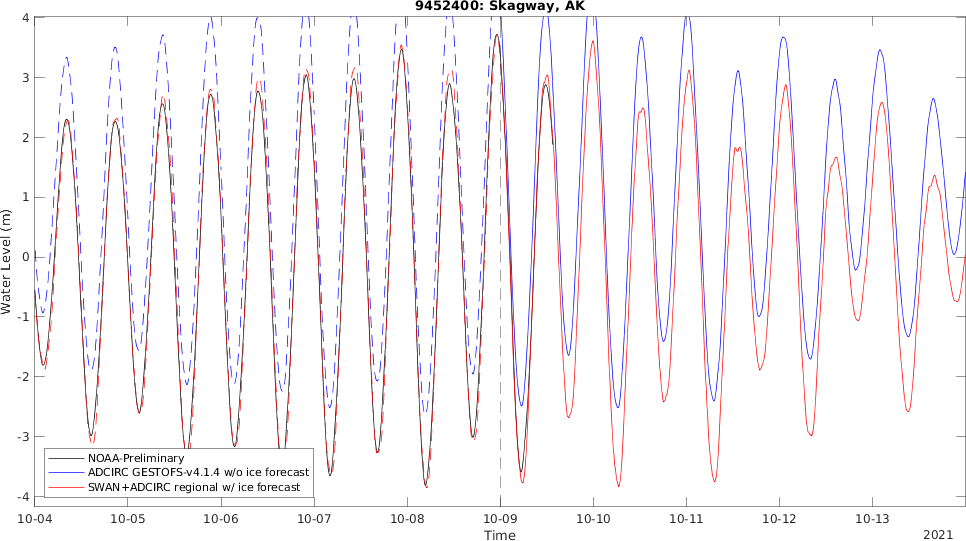 9452400: Skagway, AK
4
3
2
1
0
-1
-2
-3
-4
Water Level (m)
NOAA-Preliminary
ADCIRC GESTOFS-v4.1.4 w/o ice forecast
SWAN+ADCIRC regional w/ ice forecast
10-04 10-05 10-06 10-07 10-08 10-09 10-10 10-11 10-12 10-13
Time
2021